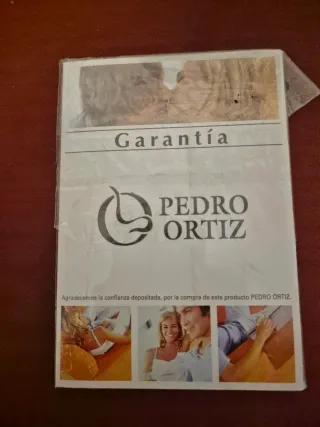 Garantía
PEDRO
ORTIZ
Agradecemos la confianza depositada, por la compra de este producto PEDRO ORTIZ.